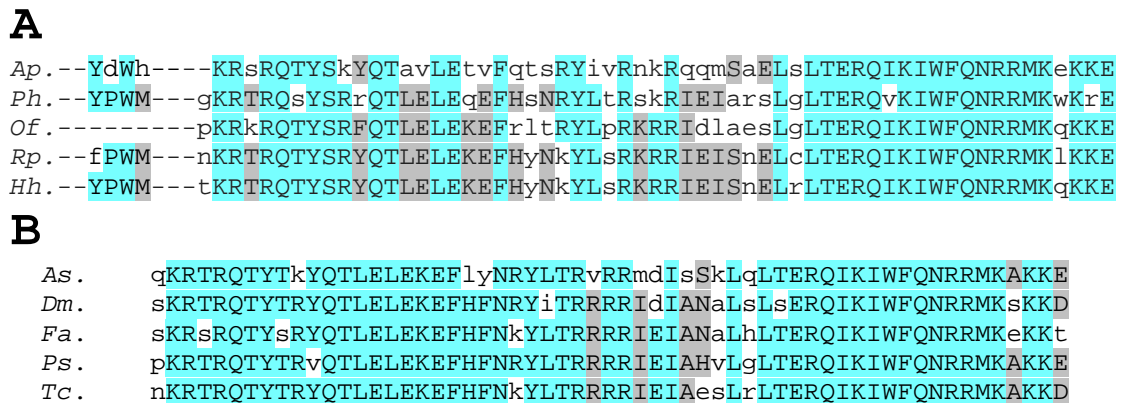 A
Ap.--YdWh----KRsRQTYSkYQTavLEtvFqtsRYivRnkRqqmSaELsLTERQIKIWFQNRRMKeKKE
Ph.--YPWM---gKRTRQsYSRrQTLELEqEFHsNRYLtRskRIEIarsLgLTERQvKIWFQNRRMKwKrE
Of.---------pKRkRQTYSRFQTLELEKEFrltRYLpRKRRIdlaesLgLTERQIKIWFQNRRMKqKKE
Rp.--fPWM---nKRTRQTYSRYQTLELEKEFHyNkYLsRKRRIEISnELcLTERQIKIWFQNRRMKlKKE
Hh.--YPWM---tKRTRQTYSRYQTLELEKEFHyNkYLsRKRRIEISnELrLTERQIKIWFQNRRMKqKKE
B
As. qKRTRQTYTkYQTLELEKEFlyNRYLTRvRRmdIsSkLqLTERQIKIWFQNRRMKAKKE
Dm. sKRTRQTYTRYQTLELEKEFHFNRYiTRRRRIdIANaLsLsERQIKIWFQNRRMKsKKD
Fa. sKRsRQTYsRYQTLELEKEFHFNkYLTRRRRIEIANaLhLTERQIKIWFQNRRMKeKKt
Ps. pKRTRQTYTRvQTLELEKEFHFNRYLTRRRRIEIAHvLgLTERQIKIWFQNRRMKAKKE
Tc. nKRTRQTYTRYQTLELEKEFHFNkYLTRRRRIEIAesLrLTERQIKIWFQNRRMKAKKD